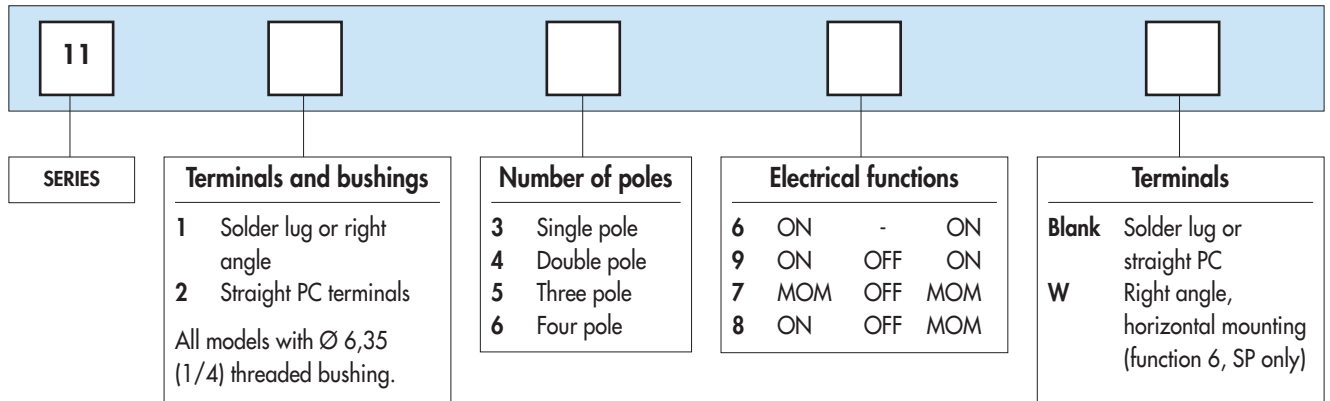 11
SERIES
Terminals and bushings
1 Solder lug or right
angle
2 Straight PC terminals
All models with Ø 6,35
(1/4) threaded bushing.
Number of poles
3 Single pole
4 Double pole
5 Three pole
6 Four pole
Electrical functions
6 ON - ON
9 ON OFF ON
7 MOM OFF MOM
8 ON OFF MOM
Terminals
Blank Solder lug or
straight PC
W Right angle,
horizontal mounting
(function 6, SP only)